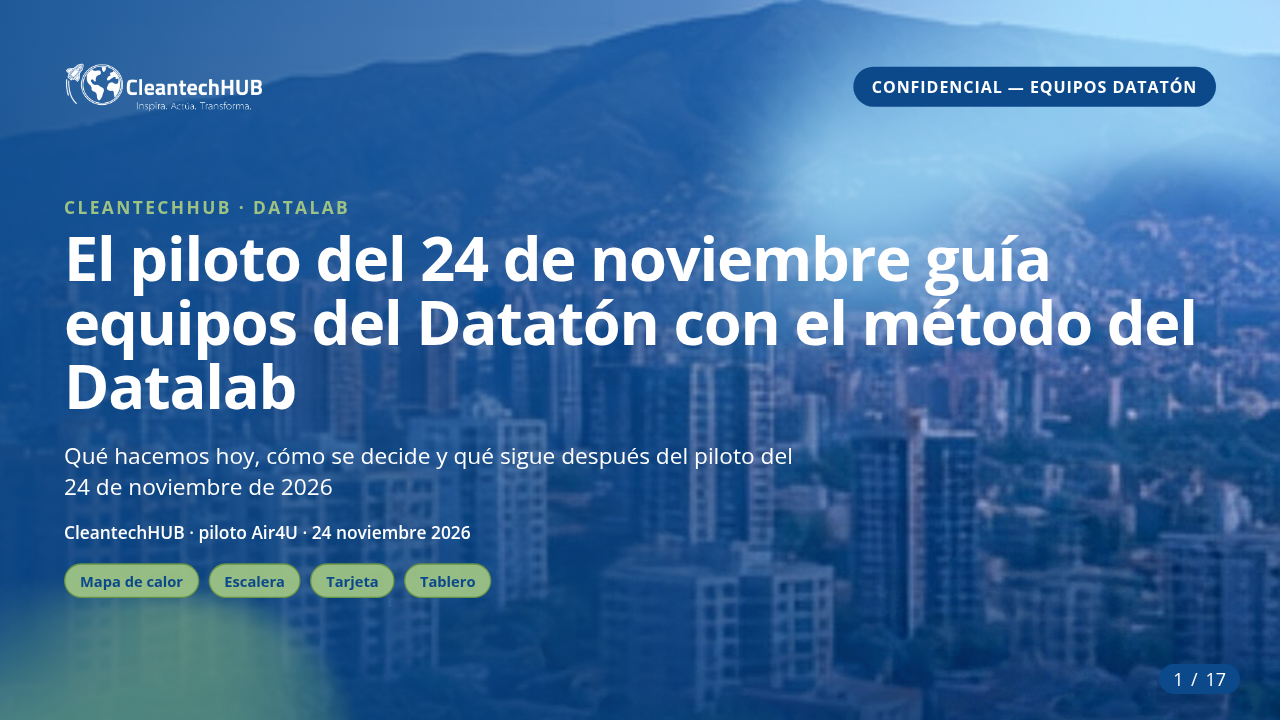 CleantechHUB
Inspira. Actúa. Transforma.
CONFIDENCIAL — EQUIPOS DATATÓN
CLEANTECHHUB · DATALAB
El piloto del 24 de noviembre guía
equipos del Datatón con el método del
Datalab
Qué hacemos hoy, cómo se decide y qué sigue después del piloto del
24 de noviembre de 2026
CleantechHUB · piloto Air4U · 24 noviembre 2026
Mapa de calor
Escalera
Tarjeta
Tablero
1 / 17